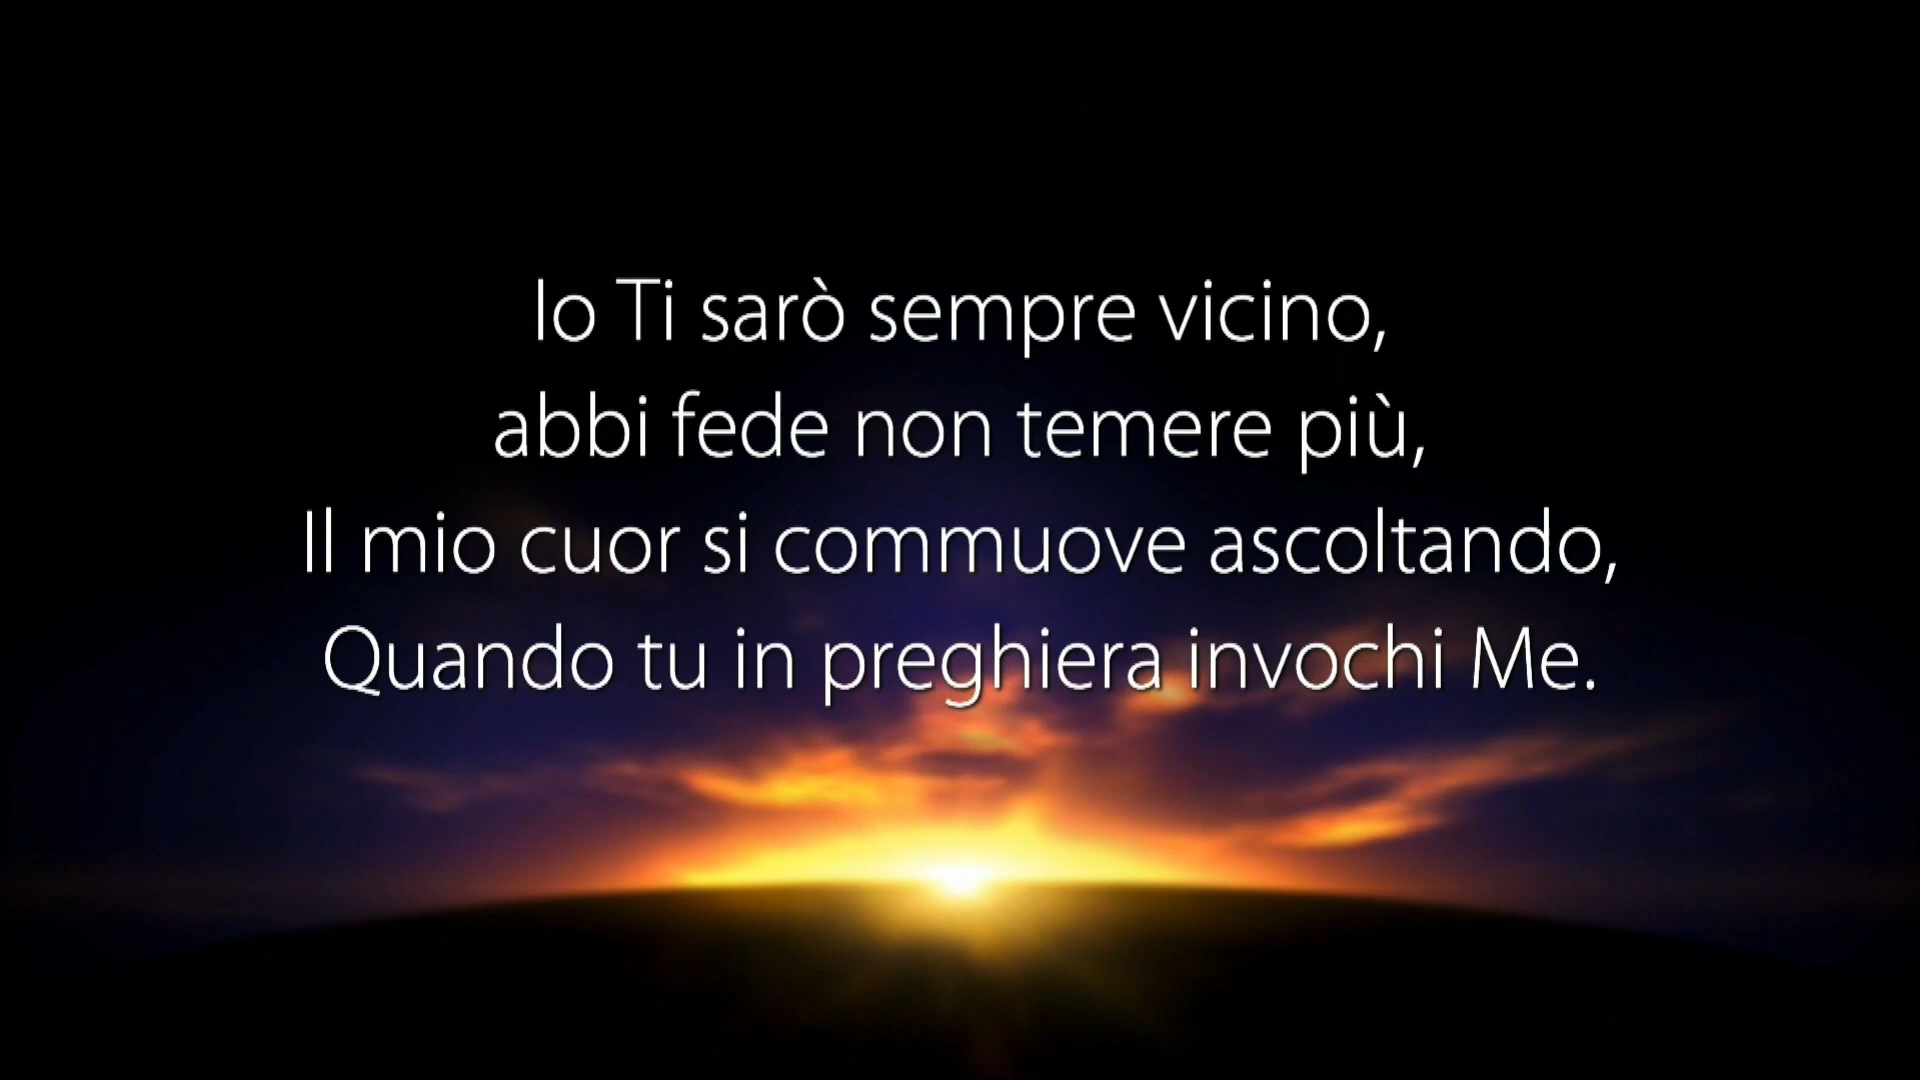 Io Ti sarò sempre vicino,
abbi fede non temere più,
Il mio cuor si commuove ascoltando,
Quando tu in preghiera invochi Me.